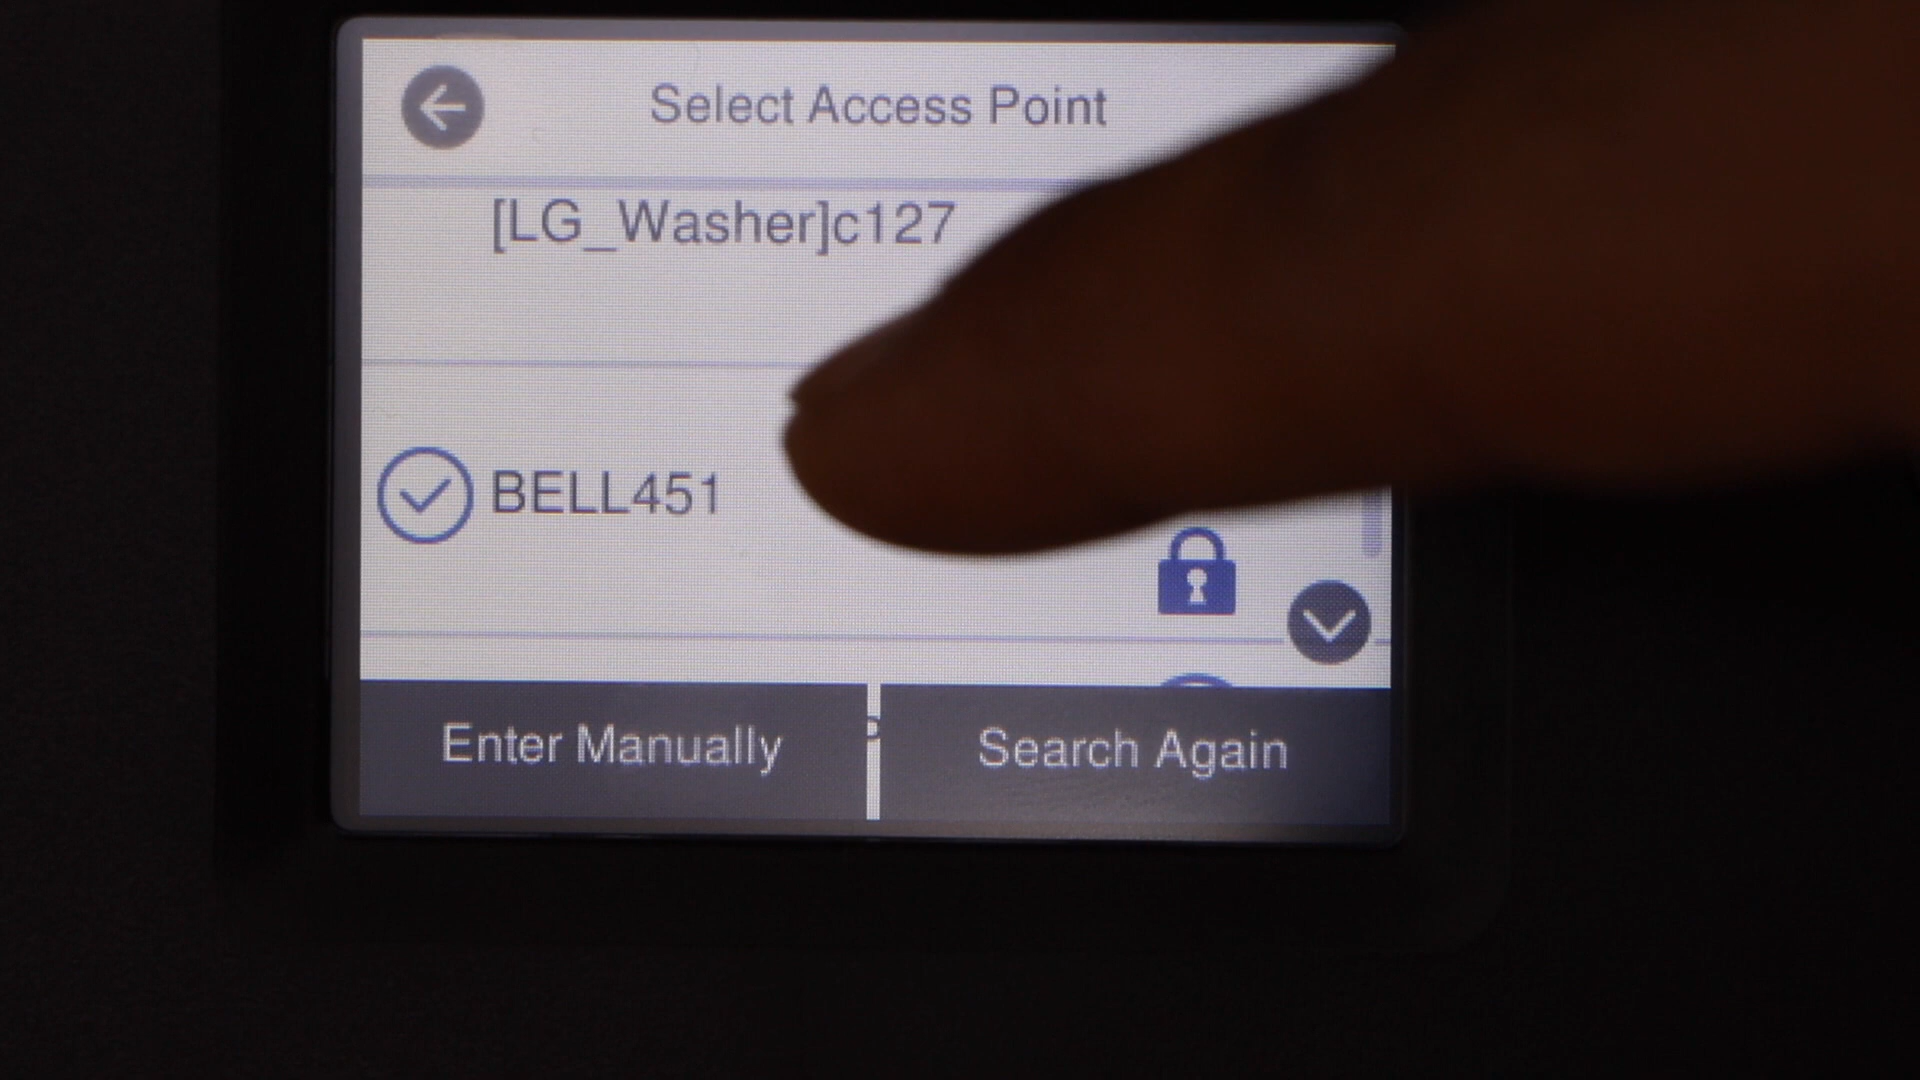 Select Access Point
[LG_Washer]c127
BELL451
Enter Manually
Search Again